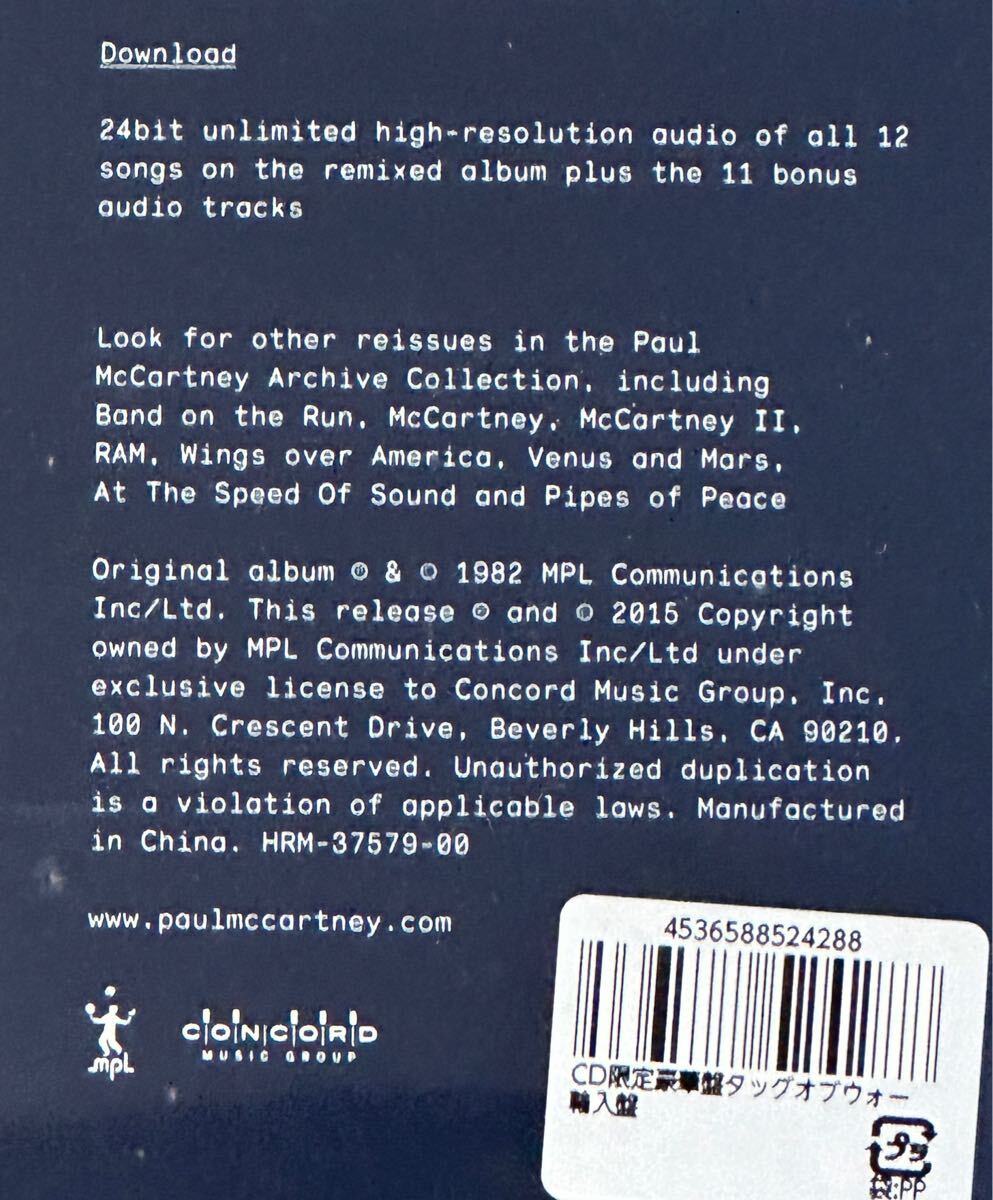 Download
24bit unlimited high-resolution audio of all 12
songs on the remixed album plus the 11 bonus
audio tracks
Look for other reissues in the Paul
McCartney Archive Collection, including
Band on the Run, McCartney, McCartney II,
RAM, Wings over America, Venus and Mars,
At The Speed Of Sound and Pipes of Peace
Original album ℗ & © 1982 MPL Communications
Inc/Ltd. This release ℗ and © 2015 Copyright
owned by MPL Communications Inc/Ltd under
exclusive license to Concord Music Group, Inc.
100 N. Crescent Drive, Beverly Hills, CA 90210.
All rights reserved. Unauthorized duplication
is a violation of applicable laws. Manufactured
in China. HRM-37579-00
www.paulmccartney.com
mpL
CONCORD
MUSIC GROUP
4536588524288
CD限定豪華盤タッグオブウォー
輸入盤
プラ
袋:PP